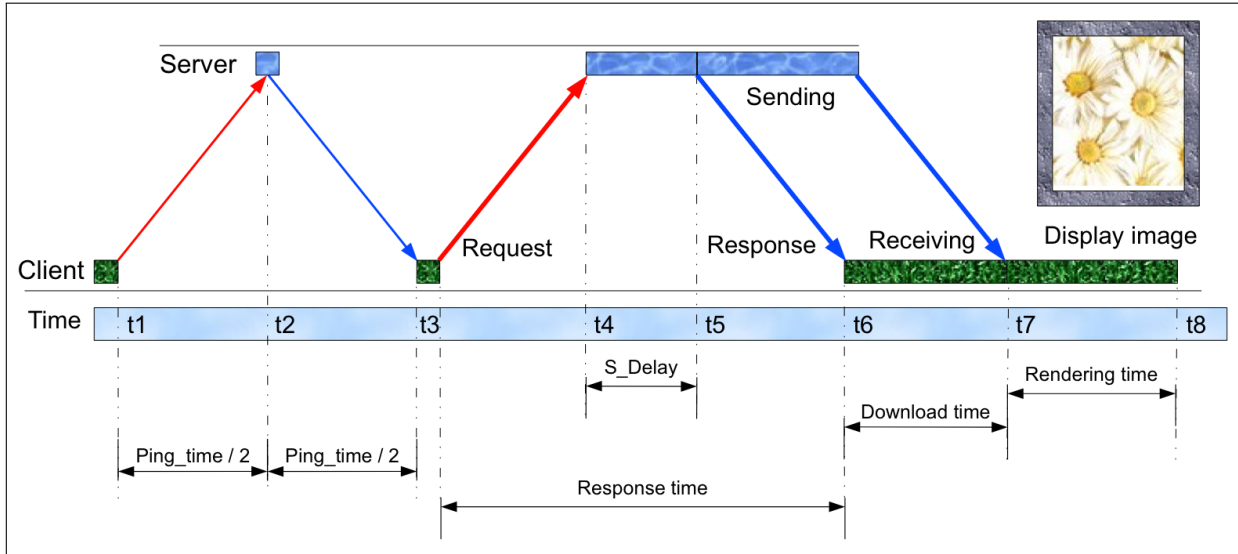 Server
Sending
Request
Response
Receiving
Display image
Client
Time
t1 t2 t3 t4 t5 t6 t7 t8
S_Delay
Rendering time
Download time
Ping_time / 2 Ping_time / 2
Response time